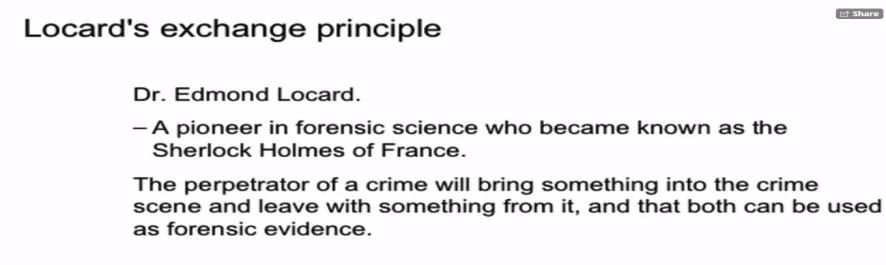 Locard's exchange principle
Share
Dr. Edmond Locard.
– A pioneer in forensic science who became known as the
Sherlock Holmes of France.
The perpetrator of a crime will bring something into the crime
scene and leave with something from it, and that both can be used
as forensic evidence.